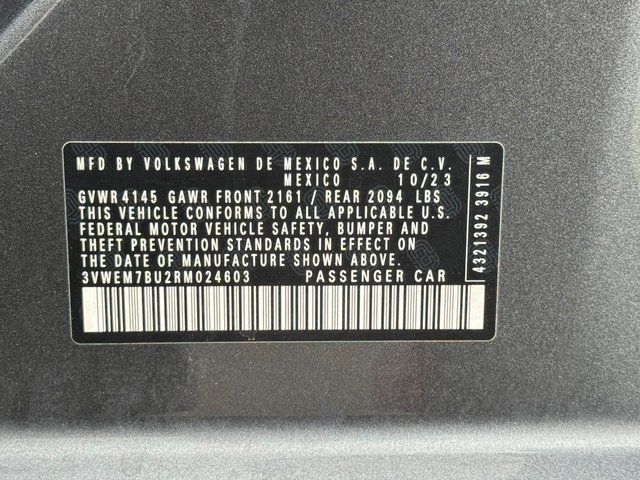 MFD BY VOLKSWAGEN DE MEXICO S.A. DE C.V.
MEXICO 10/23
GVWR 4145 GAWR FRONT 2161 / REAR 2094 LBS
THIS VEHICLE CONFORMS TO ALL APPLICABLE U.S.
FEDERAL MOTOR VEHICLE SAFETY, BUMPER AND
THEFT PREVENTION STANDARDS IN EFFECT ON
THE DATE OF MANUFACTURE SHOWN ABOVE.
3VWEM7BU2RM024603 PASSENGER CAR
4321392 3916 M